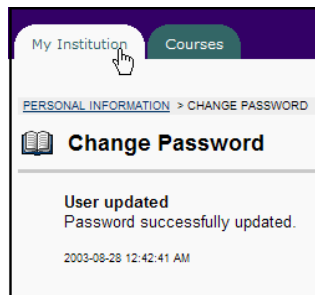 My Institution Courses
PERSONAL INFORMATION > CHANGE PASSWORD
Change Password
User updated
Password successfully updated.
2003-08-28 12:42:41 AM